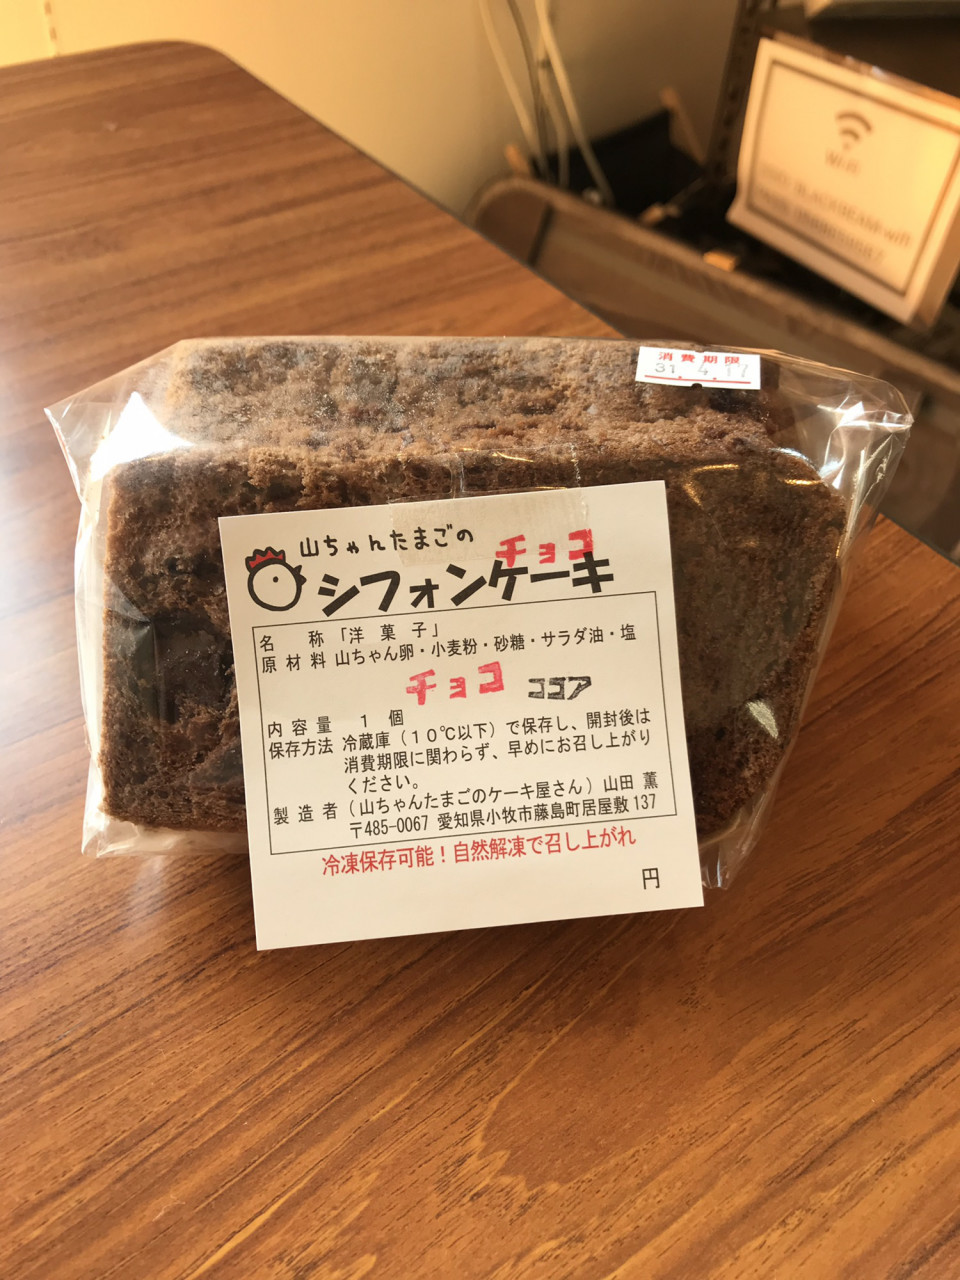 消費期限
31.4.17
山ちゃんたまごの
チョコ
シフォンケーキ
名称「洋菓子」
原材料 山ちゃん卵・小麦粉・砂糖・サラダ油・塩
チョコ ココア
内容量 1個
保存方法 冷蔵庫(10℃以下)で保存し、開封後は
消費期限に関わらず、早めにお召し上がり
ください。
製造者(山ちゃんたまごのケーキ屋さん)山田 薫
〒485-0067 愛知県小牧市藤島町居屋敷137
冷凍保存可能!自然解凍で召し上がれ
円
Wi-Fi